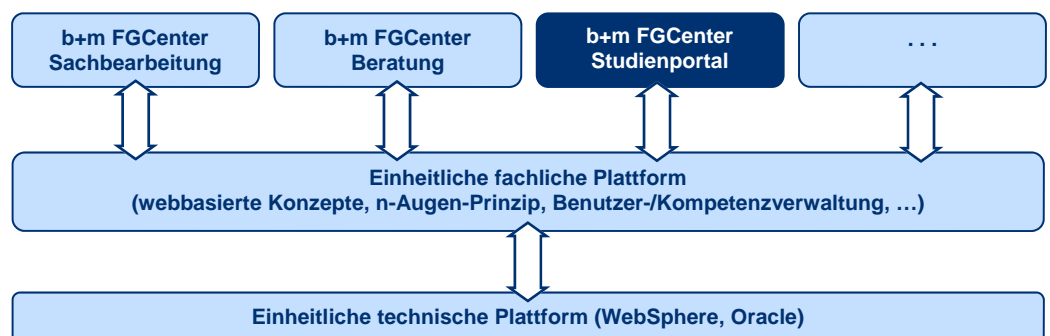 b+m FGCenter
Sachbearbeitung
b+m FGCenter
Beratung
b+m FGCenter
Studienportal
...
Einheitliche fachliche Plattform
(webbasierte Konzepte, n-Augen-Prinzip, Benutzer-/Kompetenzverwaltung, …)
Einheitliche technische Plattform (WebSphere, Oracle)